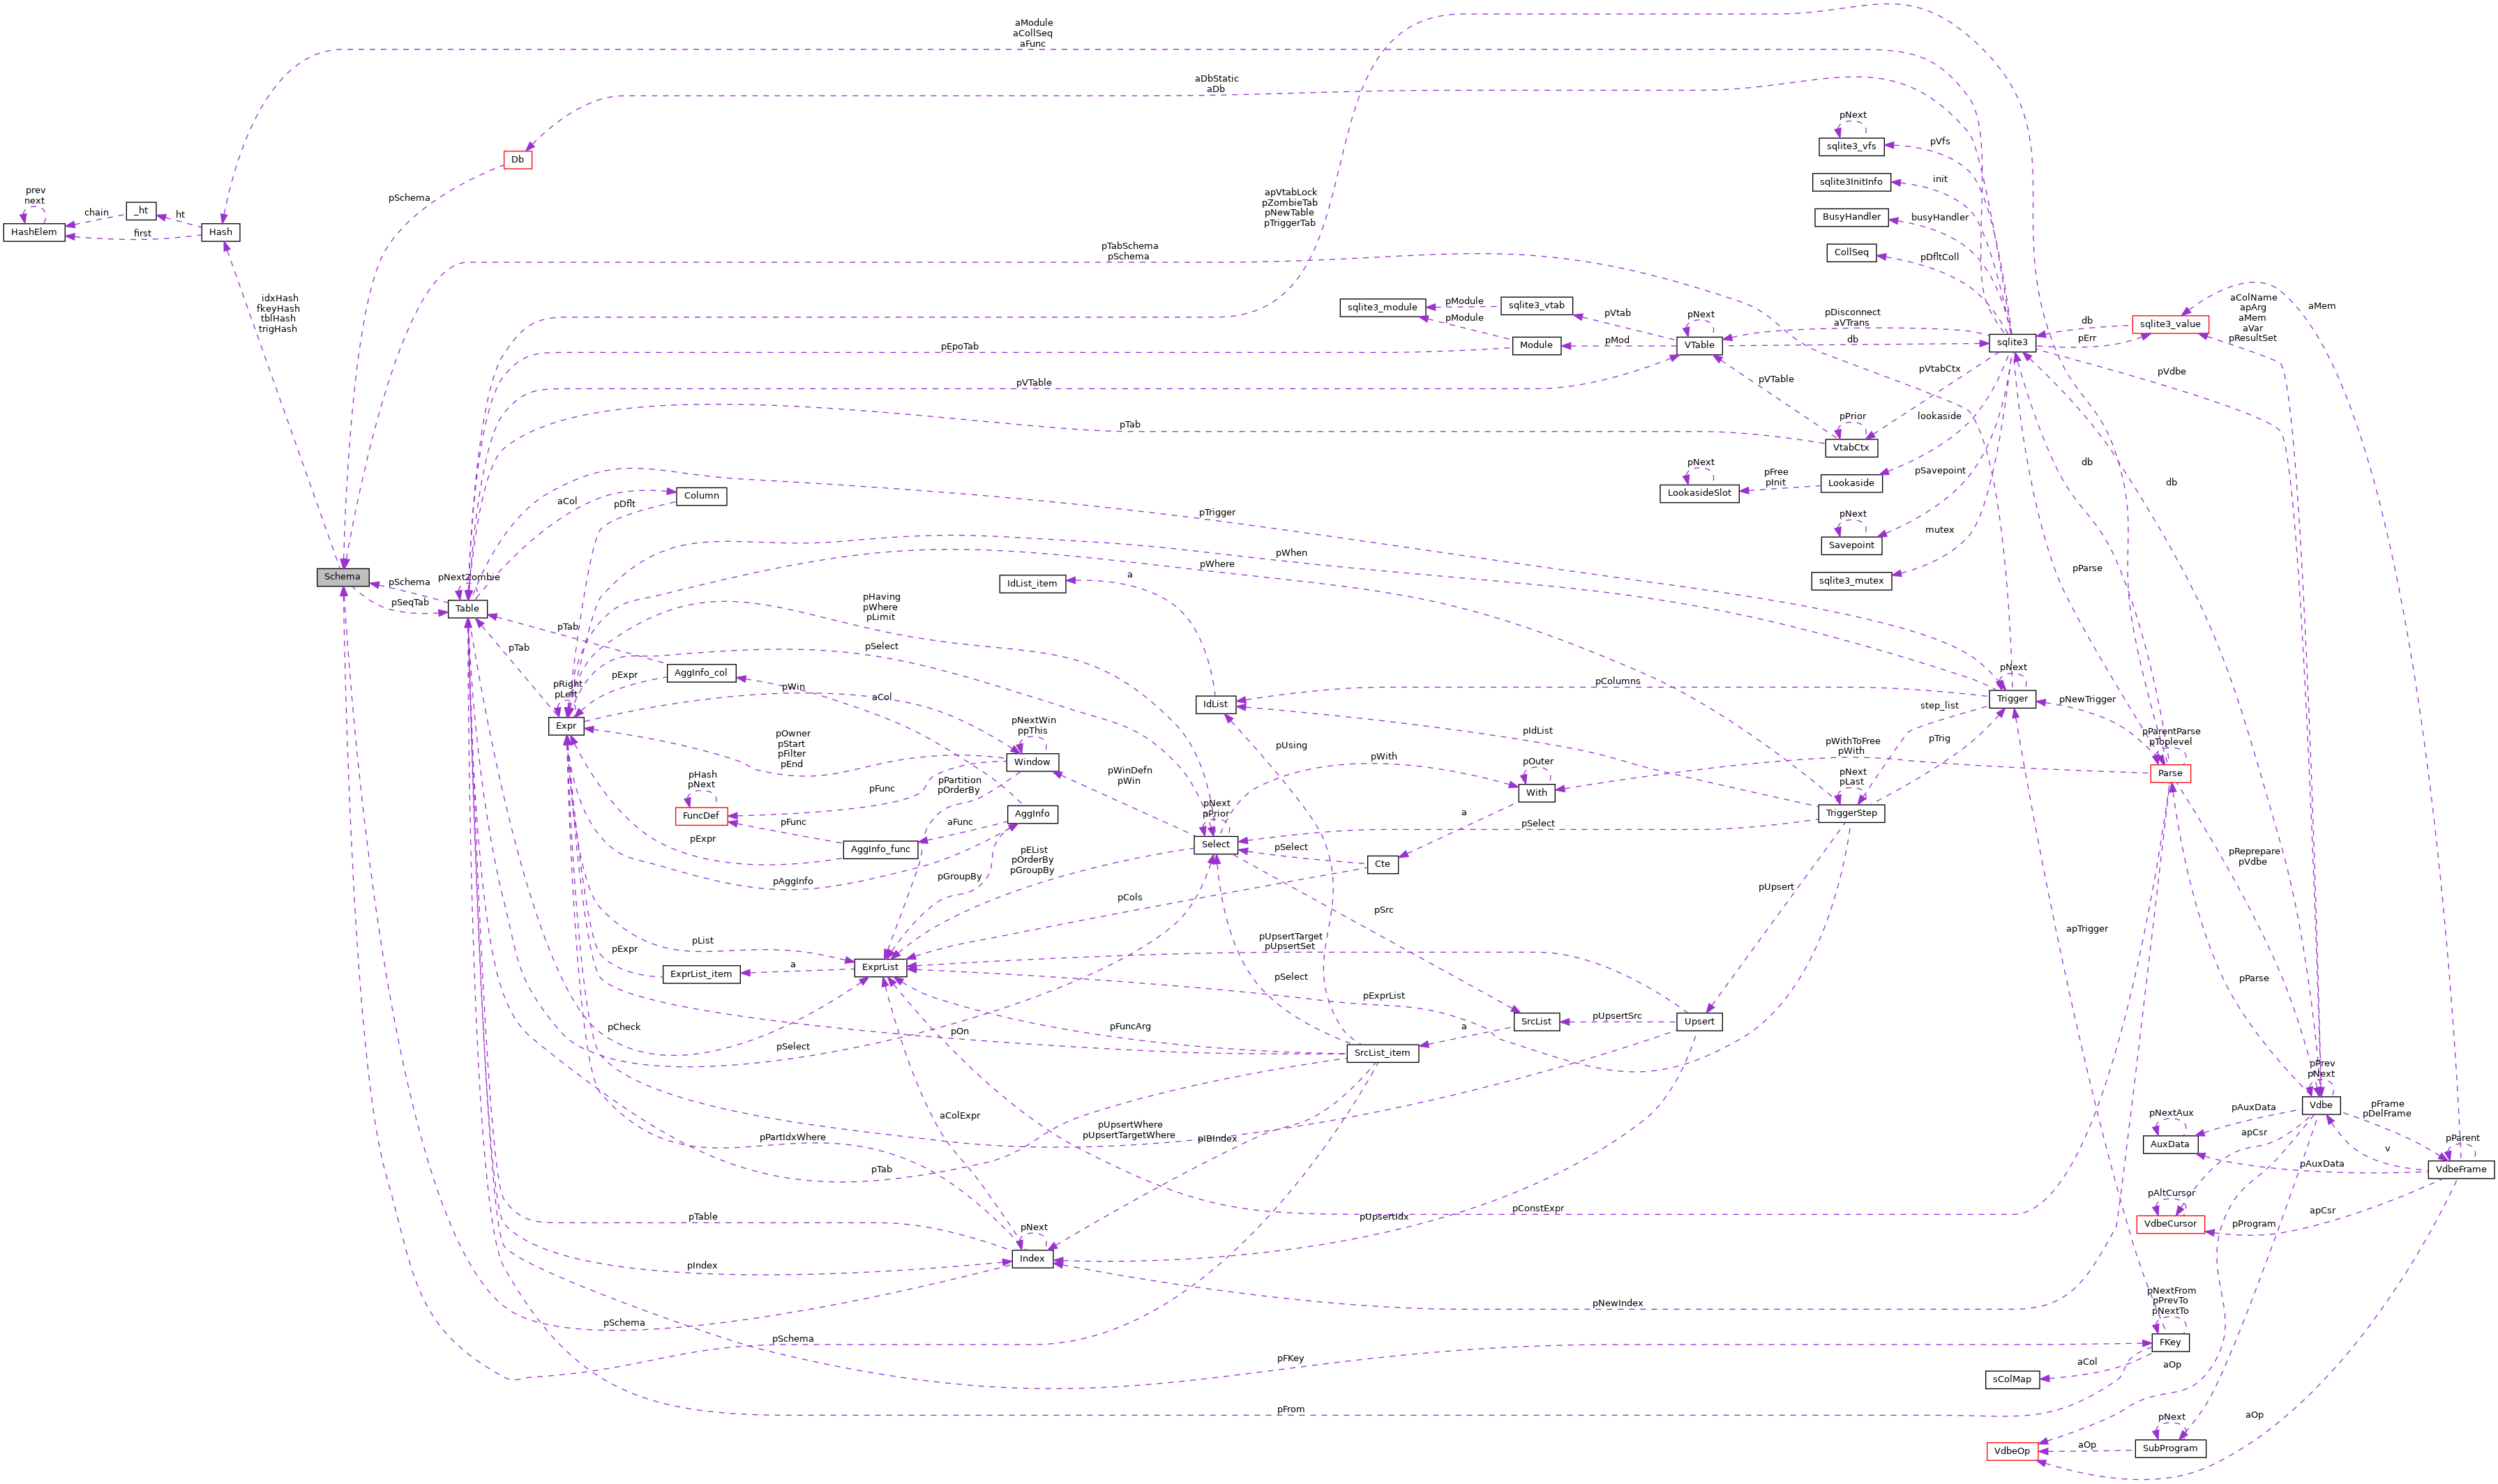 aModule
aCollSeq
aFunc
aDbStatic
aDb
pNext
sqlite3_vfs
pVfs
Db
sqlite3InitInfo
init
prev
next
pSchema
apVtabLock
pZombieTab
pNewTable
pTriggerTab
_ht
chain
ht
HashElem
first
Hash
BusyHandler
busyHandler
pTabSchema
pSchema
CollSeq
pDfltColl
idxHash
fkeyHash
tblHash
trigHash
sqlite3_module
pModule
sqlite3_vtab
pModule
pVtab
pNext
pDisconnect
aVTrans
db
sqlite3_value
aColName
apArg
aMem
aVar
pResultSet
aMem
pEpoTab
Module
pMod
VTable
db
sqlite3
pErr
pVTable
pVTable
pVtabCtx
pVdbe
pTab
pPrior
VtabCtx
lookaside
pNext
LookasideSlot
pFree
pInit
Lookaside
pSavepoint
db
db
aCol
Column
pDflt
pTrigger
pNext
Savepoint
mutex
pWhen
pWhere
IdList_item
a
sqlite3_mutex
pParse
Schema
pSchema
pNextZombie
pSeqTab
Table
pHaving
pWhere
pLimit
pTab
pTab
pSelect
AggInfo_col
pExpr
pWin
aCol
pRight
pLeft
Expr
IdList
pColumns
pNext
Trigger
pNewTrigger
step_list
pIdList
pTrig
pUsing
pNextWin
ppThis
Window
pOwner
pStart
pFilter
pEnd
pWinDefn
pWin
pWith
pOuter
With
pWithToFree
pWith
pParentParse
pToplevel
Parse
pHash
pNext
FuncDef
pFunc
pPartition
pOrderBy
AggInfo
aFunc
pFunc
AggInfo_func
pExpr
pAggInfo
pNext
pPrior
Select
pSelect
a
Cte
pSelect
pNext
pLast
TriggerStep
pReprepare
pVdbe
pGroupBy
pEList
pOrderBy
pGroupBy
pCols
pSrc
pUpsert
pList
pExpr
ExprList_item
a
ExprList
pUpsertTarget
pUpsertSet
pSelect
pExprList
apTrigger
pParse
pCheck
pSelect
pOn
pFuncArg
SrcList_item
a
SrcList
pUpsertSrc
Upsert
pPrev
pNext
Vdbe
pAuxData
pFrame
pDelFrame
aColExpr
pPartIdxWhere
pUpsertWhere
pUpsertTargetWhere
pIBIndex
pTab
pNextAux
AuxData
apCsr
pParent
v
VdbeFrame
pAuxData
pAltCursor
VdbeCursor
pProgram
apCsr
pTable
pNext
Index
pIndex
pUpsertIdx
pConstExpr
pNewIndex
pSchema
pSchema
pNextFrom
pPrevTo
pNextTo
FKey
pFKey
aCol
sColMap
aOp
pFrom
pNext
SubProgram
aOp
VdbeOp
aOp